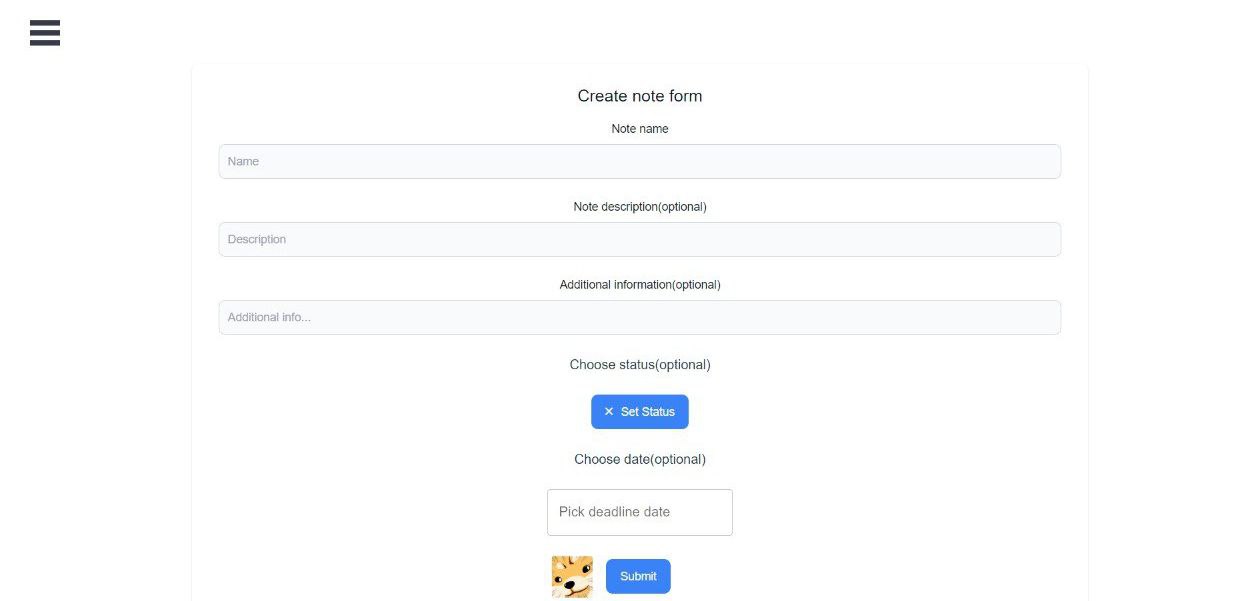 Create note form
Note name
Name
Note description(optional)
Description
Additional information(optional)
Additional info...
Choose status(optional)
✕ Set Status
Choose date(optional)
Pick deadline date
Submit